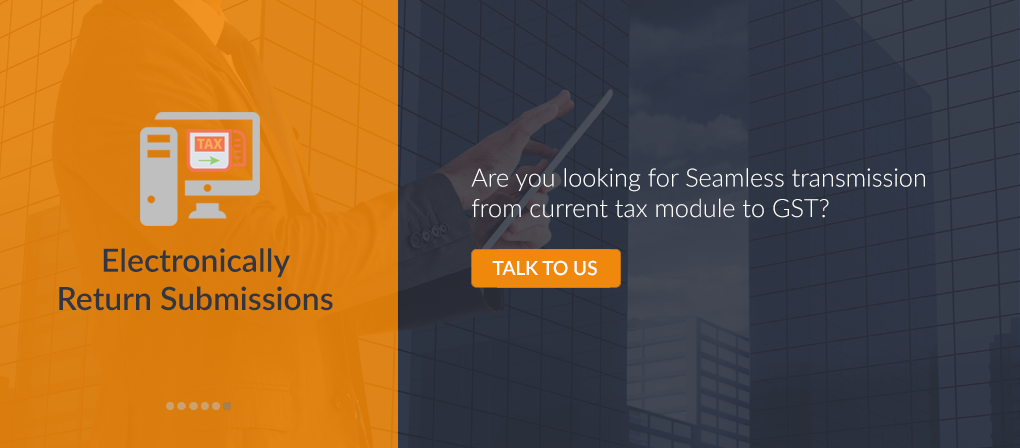 TAX
Electronically
Return Submissions
Are you looking for Seamless transmission
from current tax module to GST?
TALK TO US